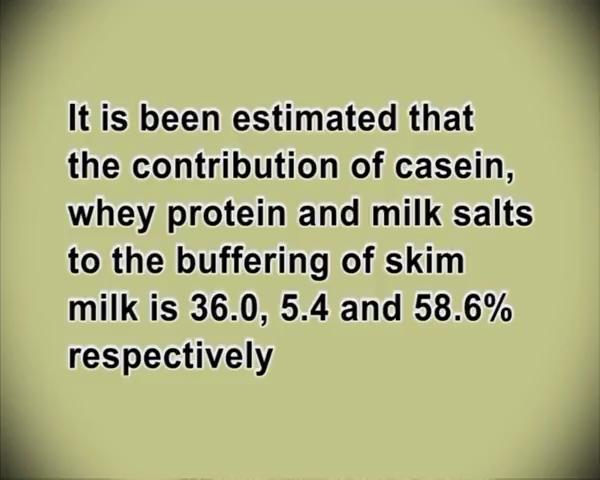 It is been estimated that
the contribution of casein,
whey protein and milk salts
to the buffering of skim
milk is 36.0, 5.4 and 58.6%
respectively